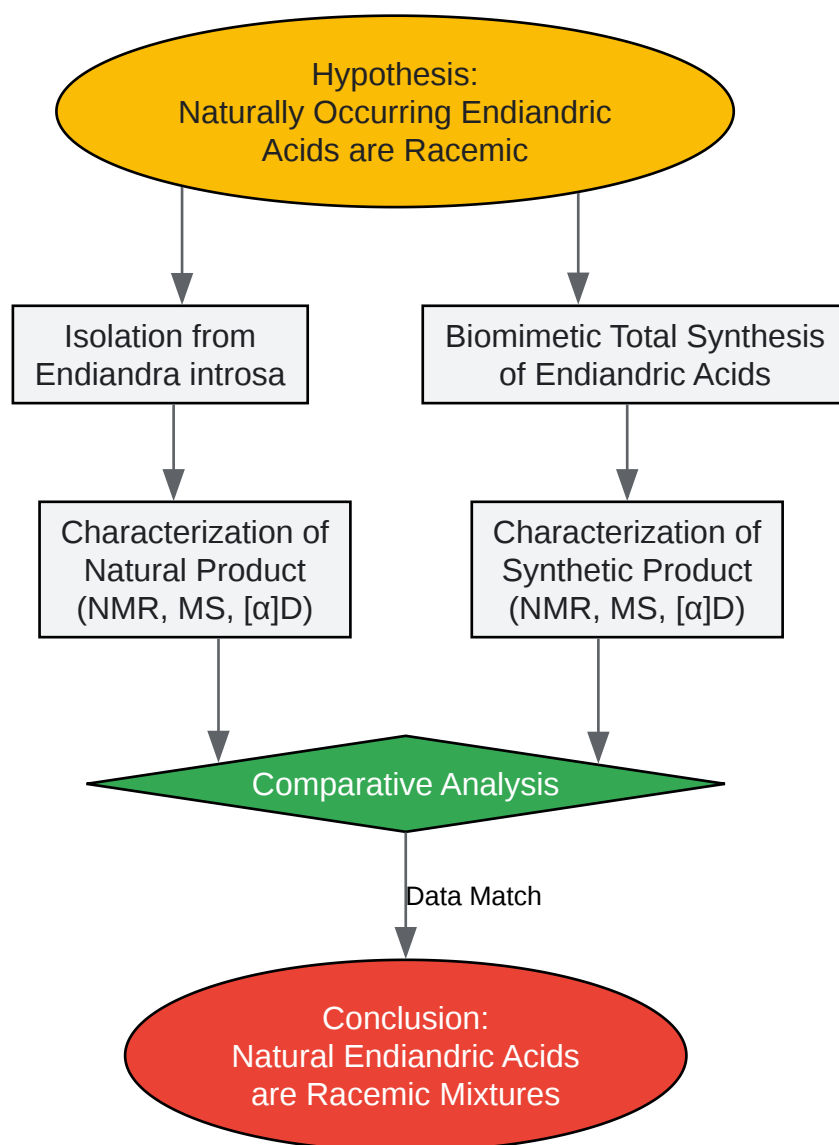 Hypothesis:
Naturally Occurring Endiandric
Acids are Racemic
Isolation from
Endiandra introsa
Biomimetic Total Synthesis
of Endiandric Acids
Characterization of
Natural Product
(NMR, MS, [α]D)
Characterization of
Synthetic Product
(NMR, MS, [α]D)
Comparative Analysis
Data Match
Conclusion:
Natural Endiandric Acids
are Racemic Mixtures